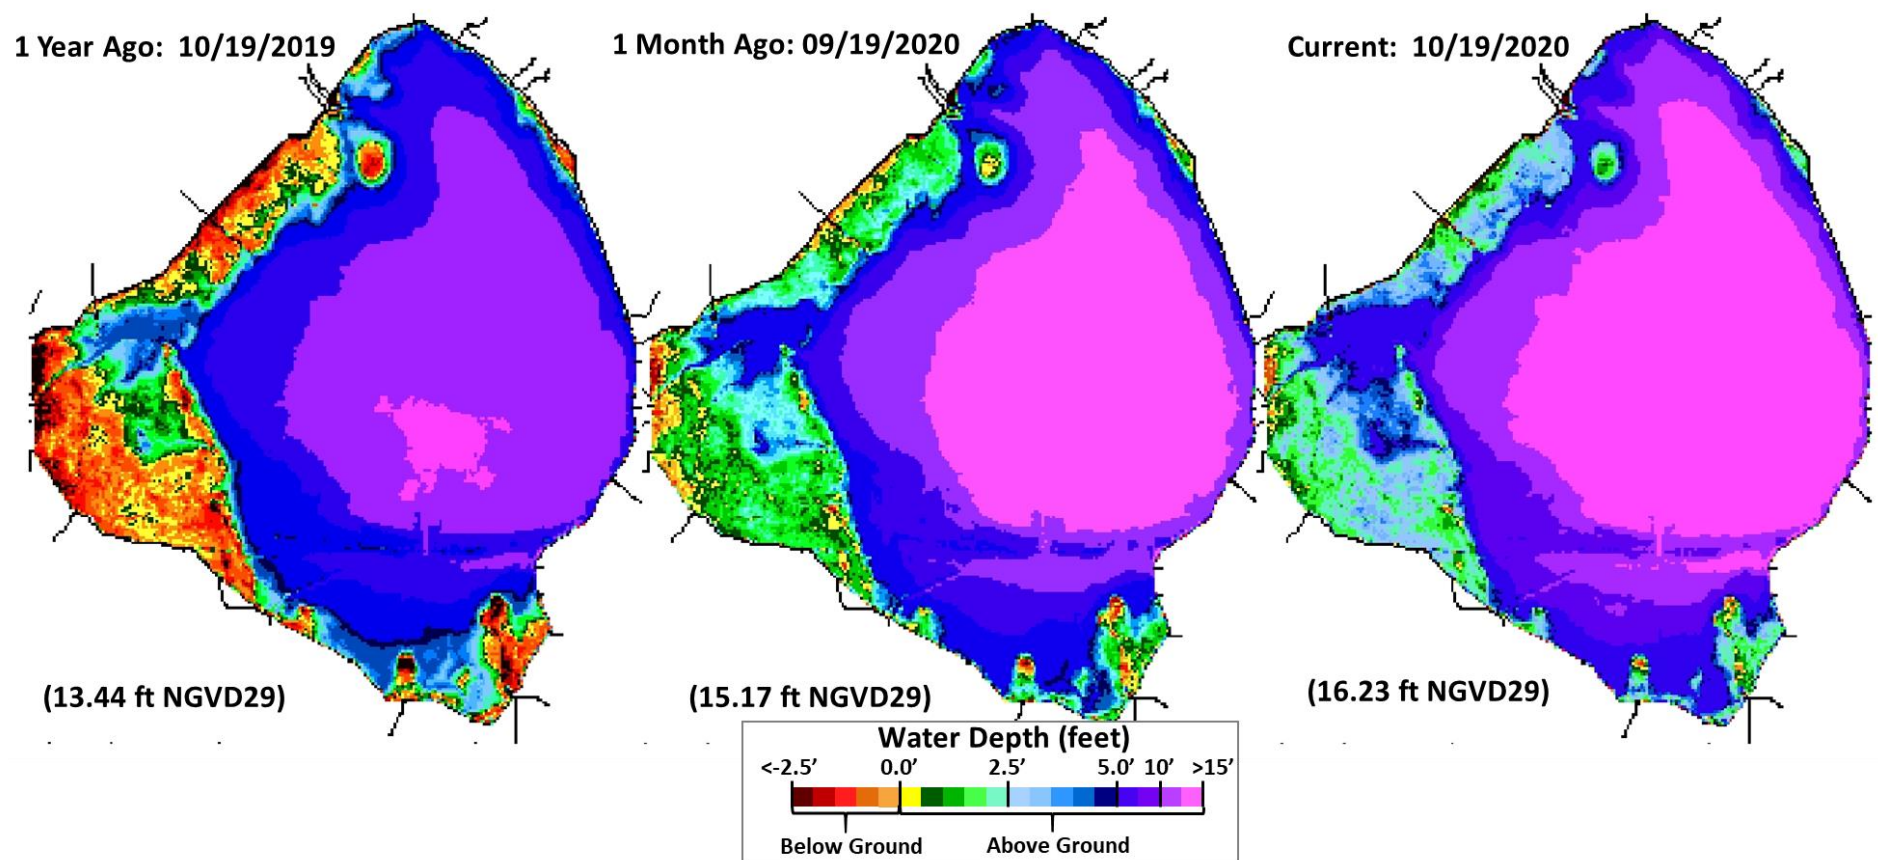 1 Year Ago:  10/19/2019
1 Month Ago: 09/19/2020
Current:  10/19/2020
(13.44 ft NGVD29)
(15.17 ft NGVD29)
(16.23 ft NGVD29)
Water Depth (feet)
<-2.5’ 0.0’ 2.5’ 5.0’ 10’ >15’
Below Ground Above Ground